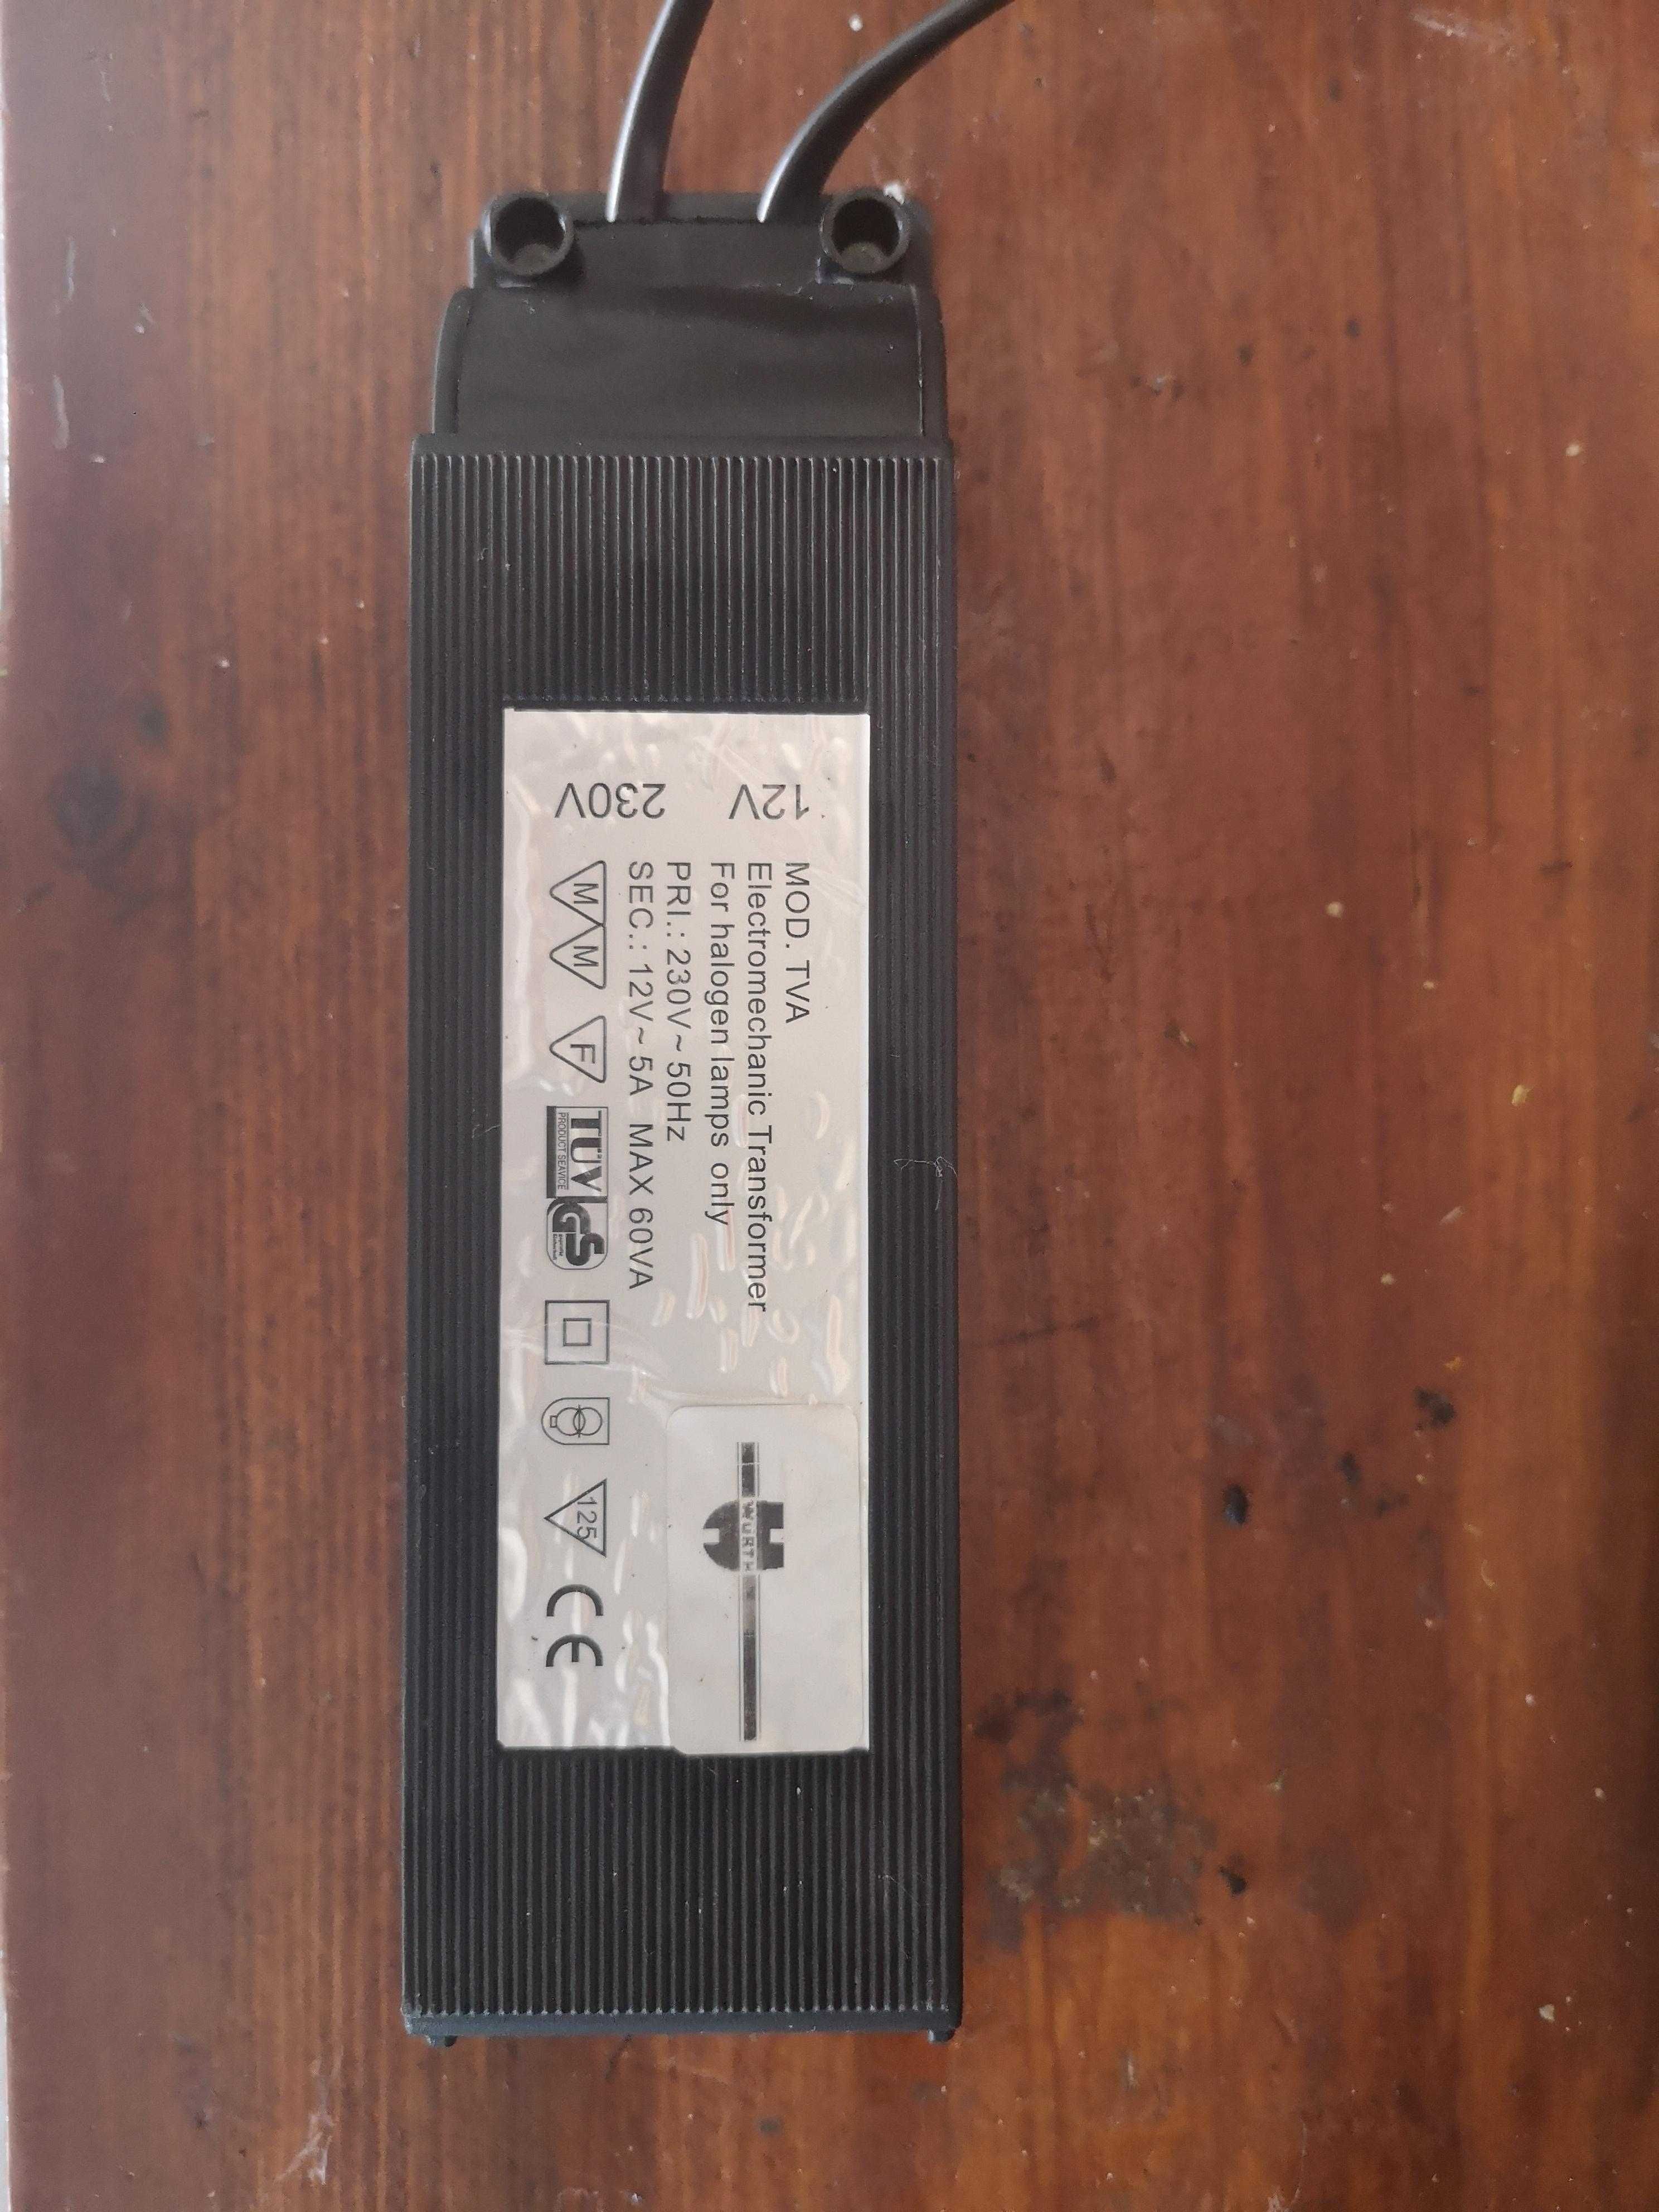 230V
12V
MOD. TVA
Electromechanic Transformer
For halogen lamps only
PRI.: 230V~50Hz
SEC.: 12V~5A MAX 60VA
M M F TÜV PRODUCT SERVICE GS 125 CE
WÜRTH